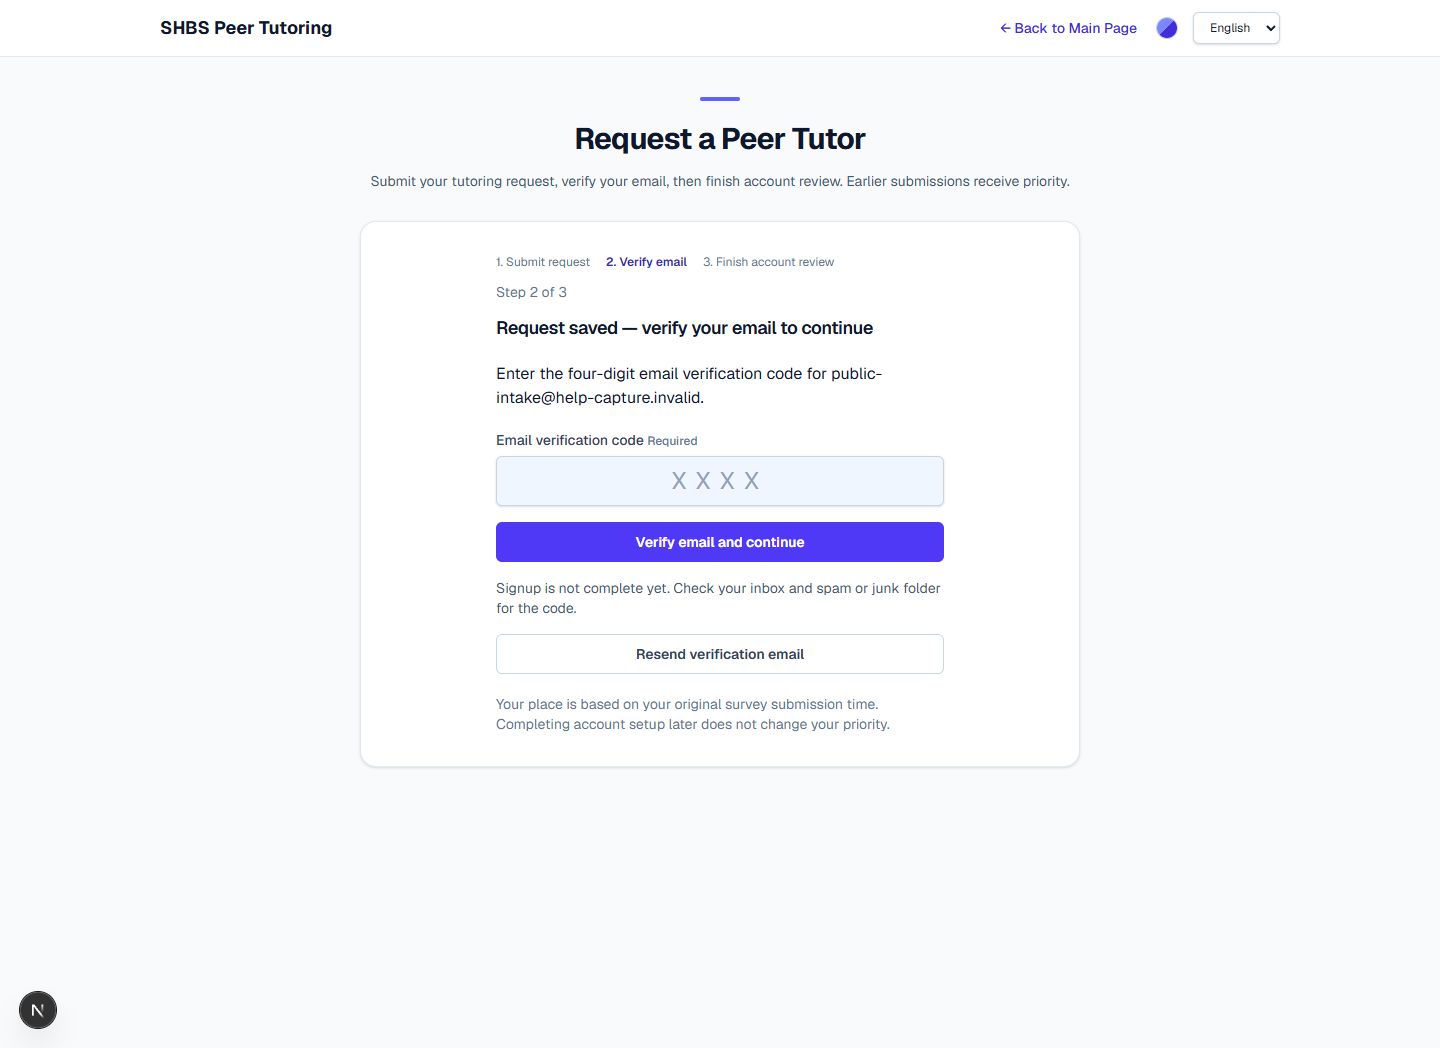 SHBS Peer Tutoring
← Back to Main Page
English
Request a Peer Tutor
Submit your tutoring request, verify your email, then finish account review. Earlier submissions receive priority.
1. Submit request 2. Verify email 3. Finish account review
Step 2 of 3
Request saved — verify your email to continue
Enter the four-digit email verification code for public-
intake@help-capture.invalid.
Email verification code Required
X X X X
Verify email and continue
Signup is not complete yet. Check your inbox and spam or junk folder
for the code.
Resend verification email
Your place is based on your original survey submission time.
Completing account setup later does not change your priority.
N